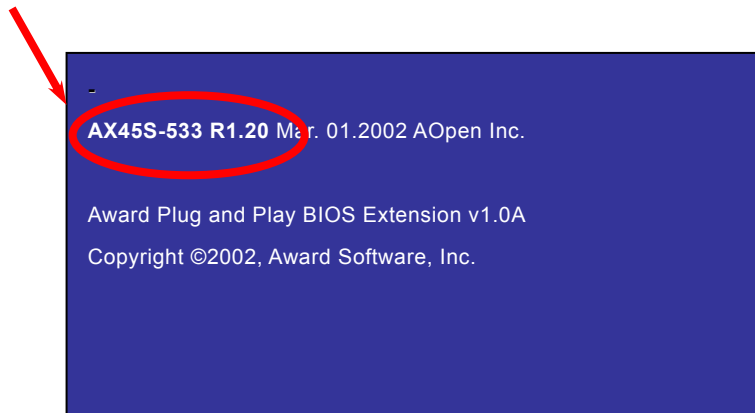 -
AX45S-533 R1.20 Mar. 01.2002 AOpen Inc.
Award Plug and Play BIOS Extension v1.0A
Copyright ©2002, Award Software, Inc.